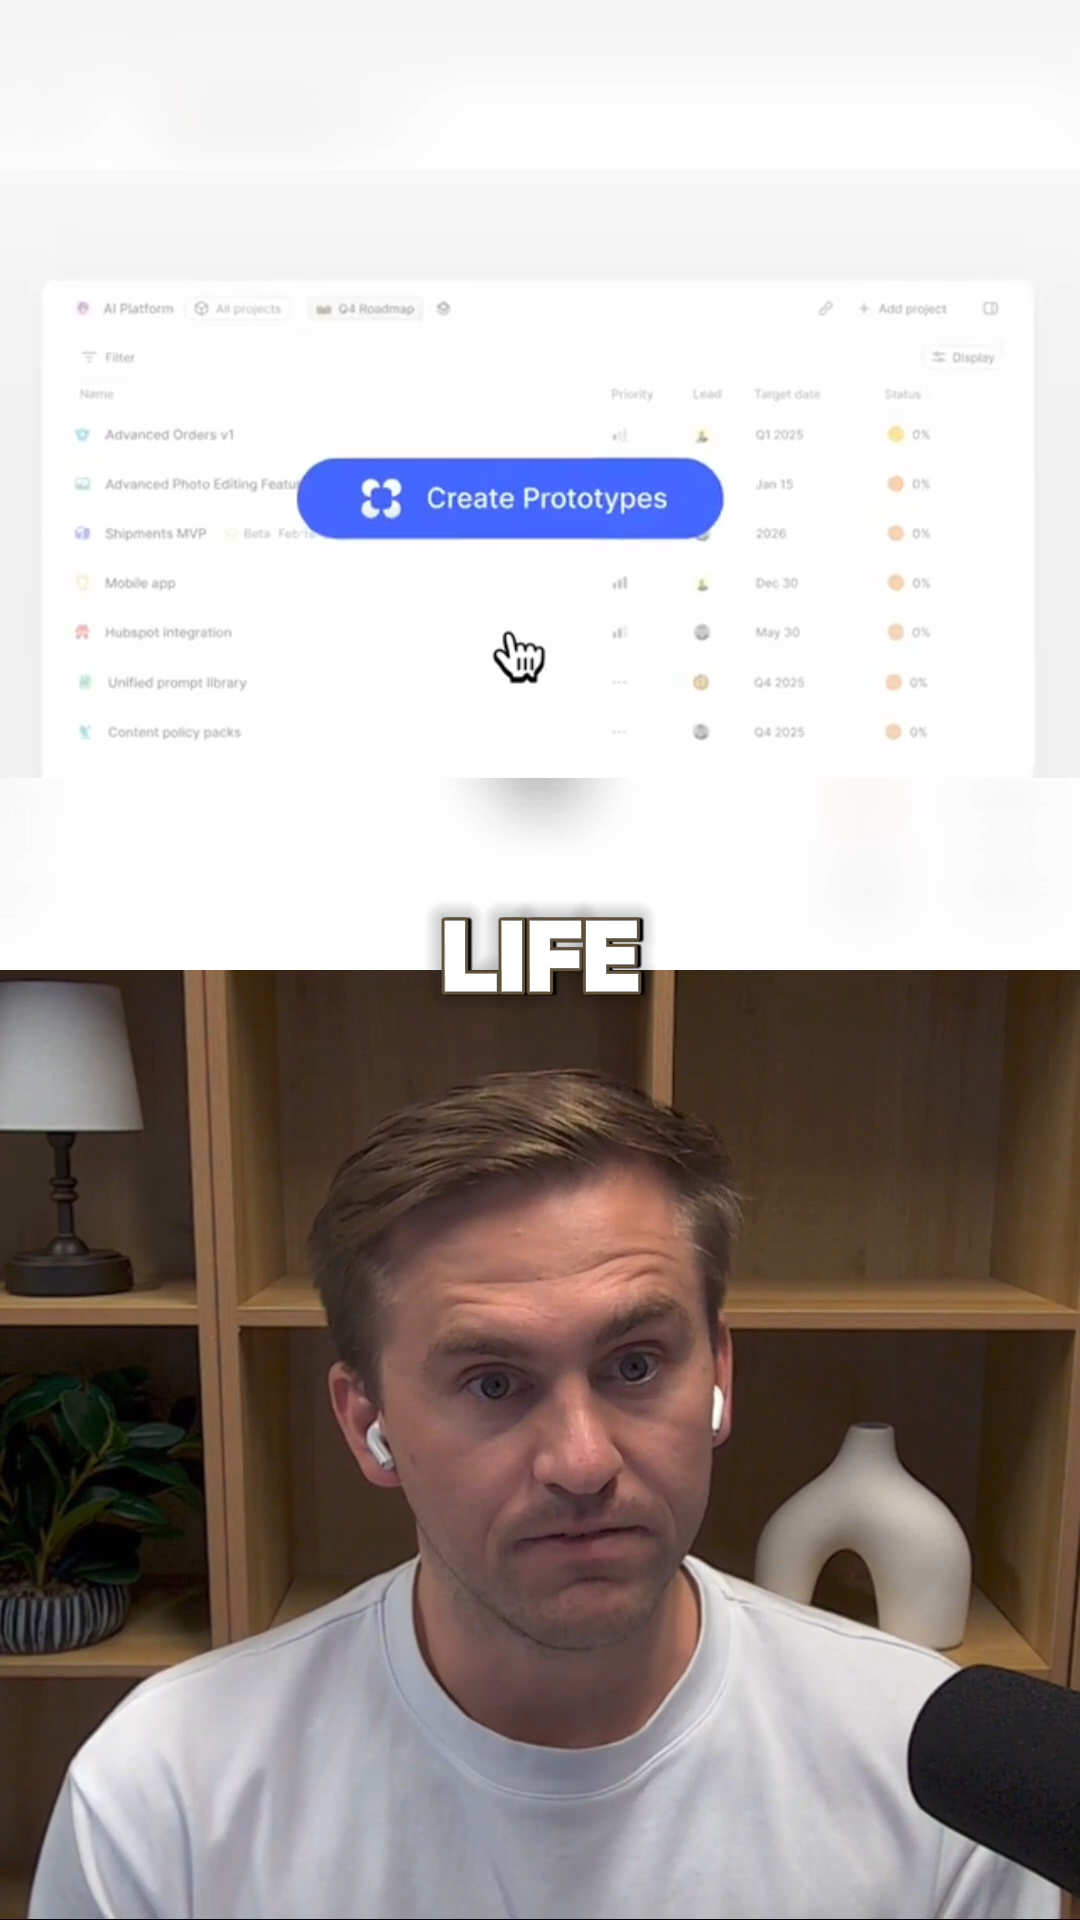 AI Platform All projects Q4 Roadmap Add project
Filter Display
Name Priority Lead Target date Status
Advanced Orders v1 Q1 2025 0%
Advanced Photo Editing Jan 15 0%
Create Prototypes
Shipments MVP Beta 2026 0%
Mobile app Dec 30 0%
Hubspot integration May 30 0%
Unified prompt library Q4 2025 0%
Content policy packs Q4 2025 0%
LIFE